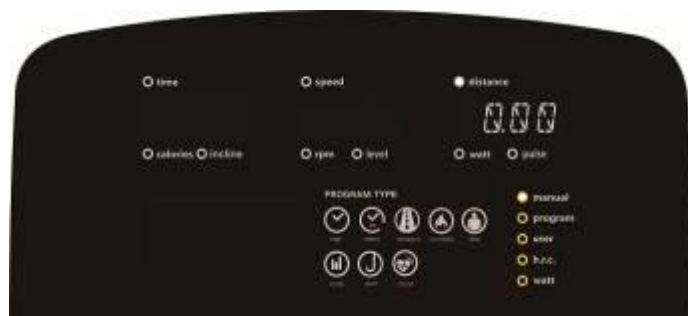 time speed distance
0.00
calories incline rpm level watt pulse
PROGRAM TYPE
manual
program
user
h.r.c.
watt